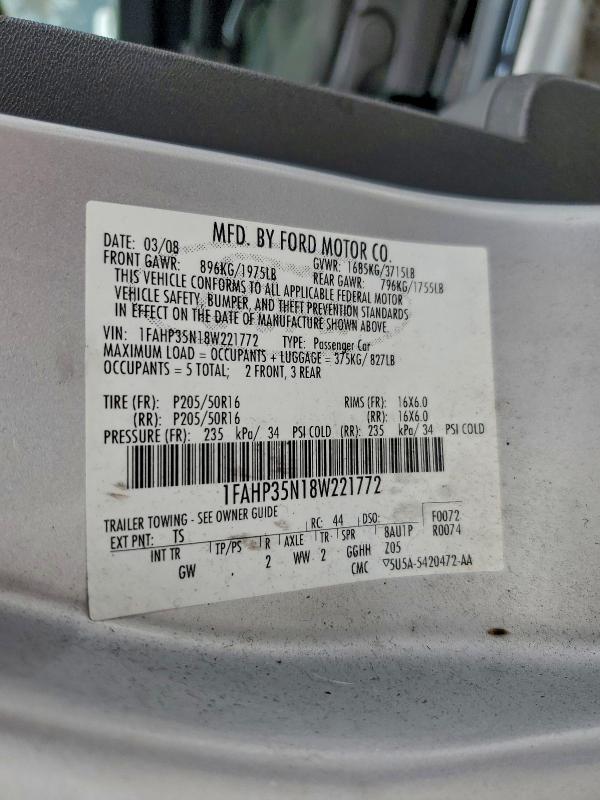 MFD. BY FORD MOTOR CO.
DATE: 03/08 GVWR: 1685KG/3715LB
FRONT GAWR: 896KG/1975LB REAR GAWR: 796KG/1755LB
THIS VEHICLE CONFORMS TO ALL APPLICABLE FEDERAL MOTOR
VEHICLE SAFETY, BUMPER, AND THEFT PREVENTION STANDARDS
IN EFFECT ON THE DATE OF MANUFACTURE SHOWN ABOVE.
VIN: 1FAHP35N18W221772 TYPE: Passenger Car
MAXIMUM LOAD = OCCUPANTS + LUGGAGE = 375KG/ 827LB
OCCUPANTS = 5 TOTAL; 2 FRONT, 3 REAR
TIRE (FR): P205/50R16 RIMS (FR): 16X6.0
(RR): P205/50R16 (RR): 16X6.0
PRESSURE (FR): 235 kPa/ 34 PSI COLD (RR): 235 kPa/ 34 PSI COLD
1FAHP35N18W221772
TRAILER TOWING - SEE OWNER GUIDE
EXT PNT: TS RC: 44 DSO: F0072
R0074
INT TR TP/PS R AXLE TR SPR 8AU1P
GW 2 WW 2 GGHH Z05
CMC ▽5U5A-5420472-AA